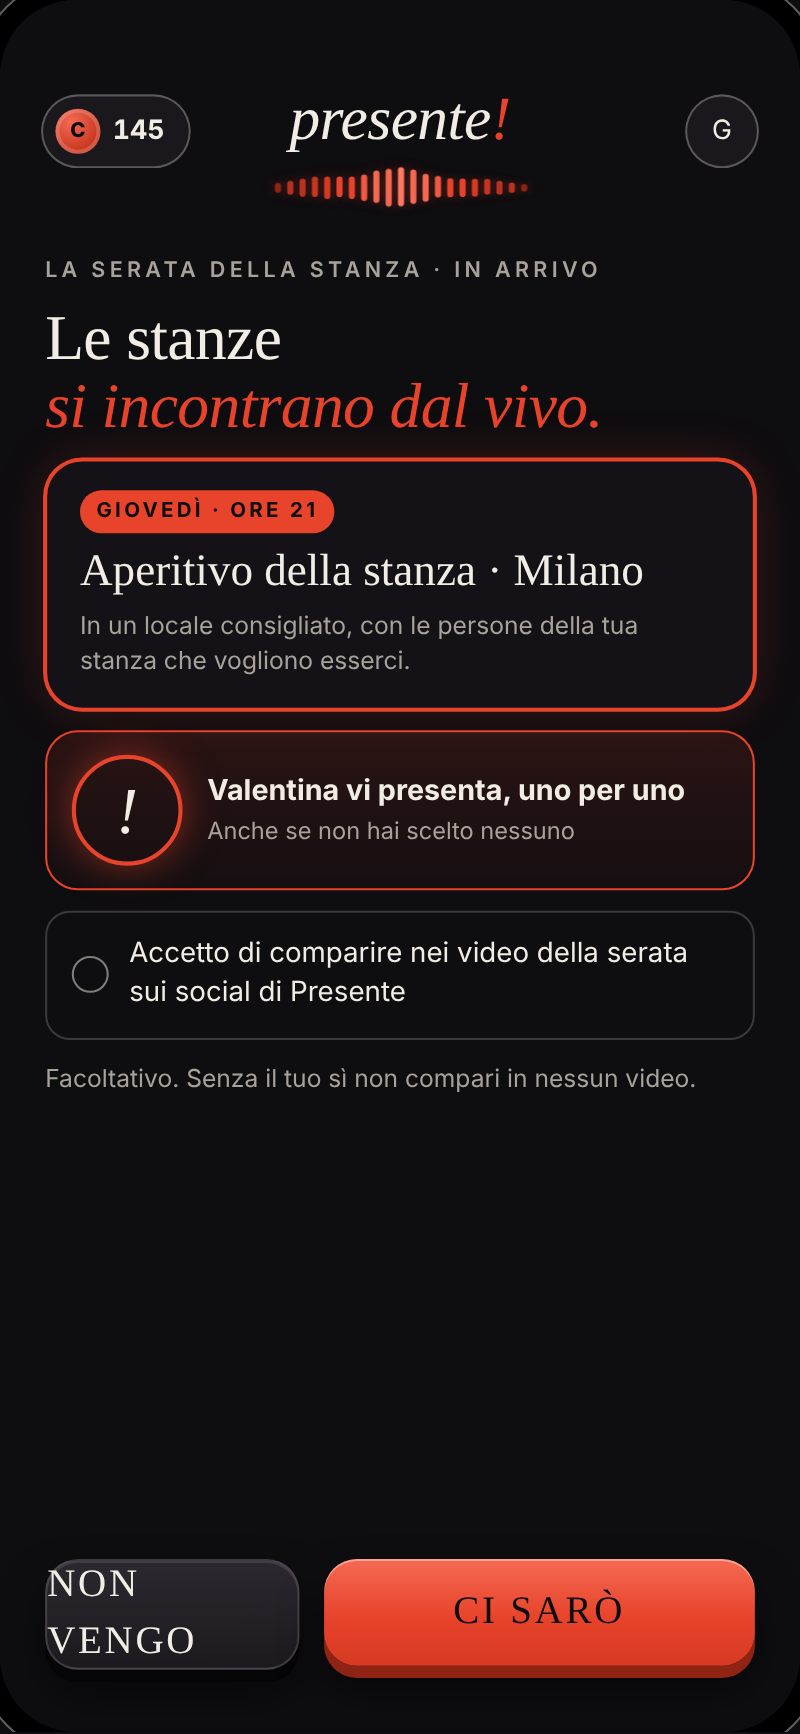 C 145
presente!
G
LA SERATA DELLA STANZA · IN ARRIVO
Le stanze
si incontrano dal vivo.
GIOVEDÌ · ORE 21
Aperitivo della stanza · Milano
In un locale consigliato, con le persone della tua
stanza che vogliono esserci.
!
Valentina vi presenta, uno per uno
Anche se non hai scelto nessuno
Accetto di comparire nei video della serata
sui social di Presente
Facoltativo. Senza il tuo sì non compari in nessun video.
NON
VENGO
CI SARÒ